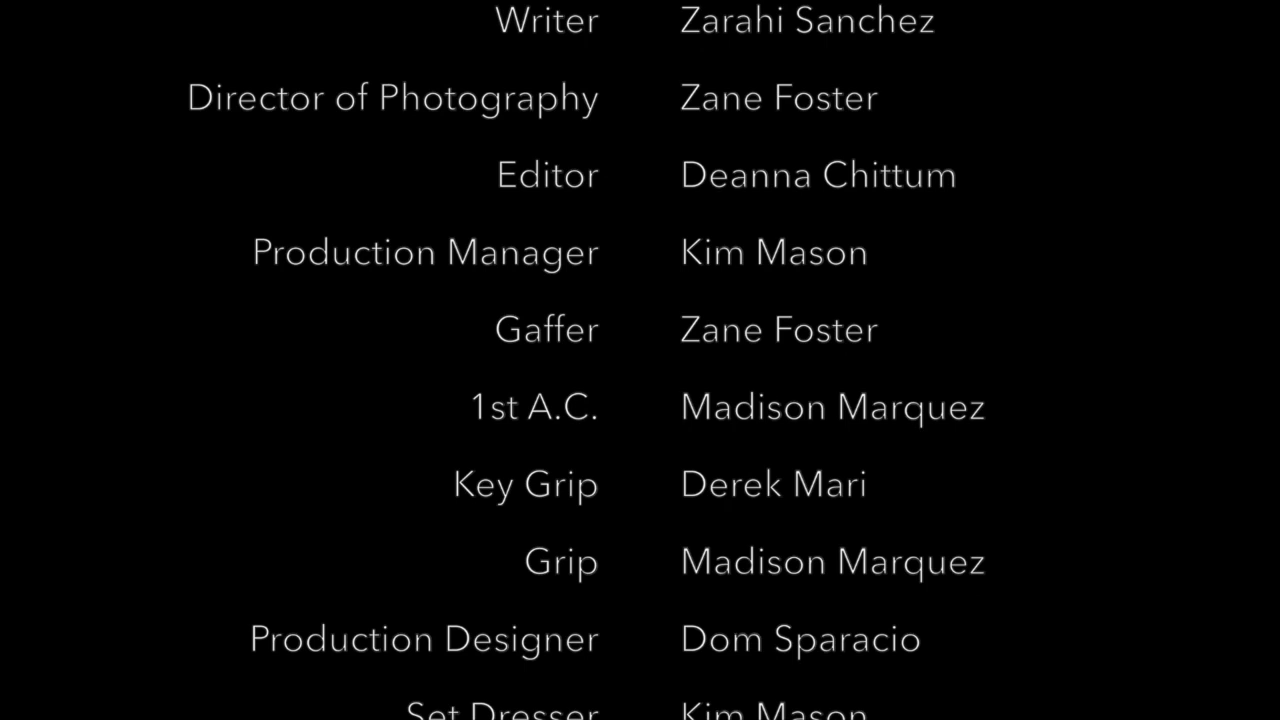 Writer Zarahi Sanchez
Director of Photography Zane Foster
Editor Deanna Chittum
Production Manager Kim Mason
Gaffer Zane Foster
1st A.C. Madison Marquez
Key Grip Derek Mari
Grip Madison Marquez
Production Designer Dom Sparacio
Set Dresser Kim Mason